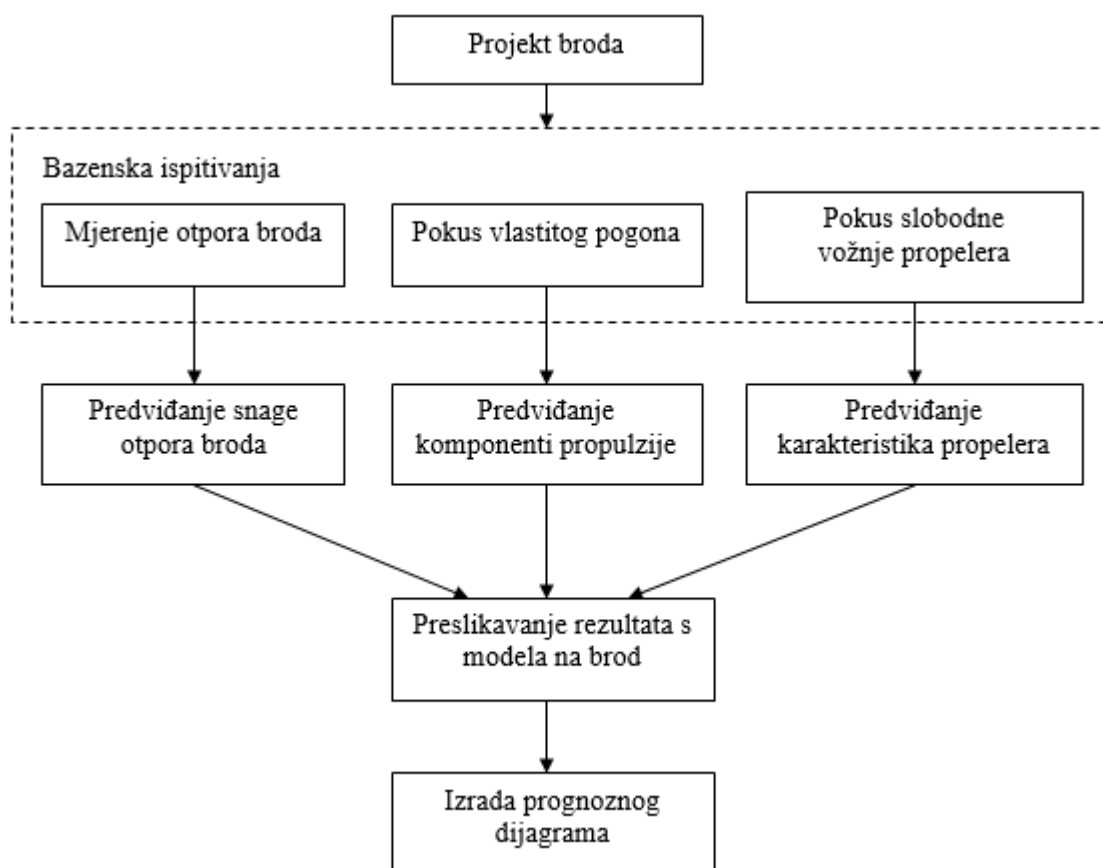 Projekt broda
Bazenska ispitivanja
Mjerenje otpora broda
Pokus vlastitog pogona
Pokus slobodne
vožnje propelera
Predviđanje snage
otpora broda
Predviđanje
komponenti propulzije
Predviđanje
karakteristika propelera
Preslikavanje rezultata s
modela na brod
Izrada prognoznog
dijagrama